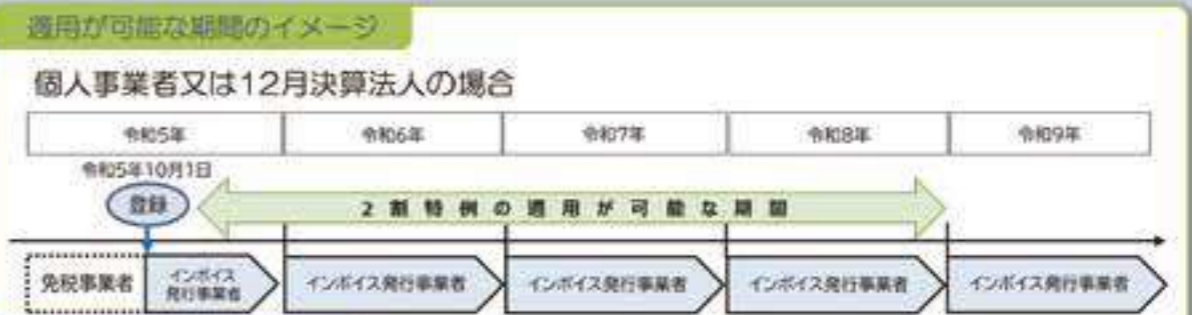 適用が可能な期間のイメージ
個人事業者又は12月決算法人の場合
令和5年 令和6年 令和7年 令和8年 令和9年
令和5年10月1日
登録 2割特例の適用が可能な期間
免税事業者 インボイス発行事業者 インボイス発行事業者 インボイス発行事業者 インボイス発行事業者 インボイス発行事業者